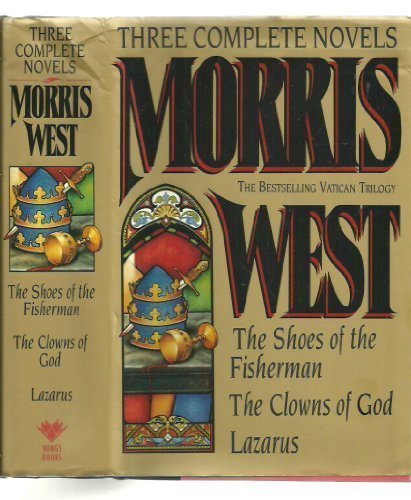 THREE
COMPLETE
NOVELS
MORRIS
WEST
The Shoes of the
Fisherman
The Clowns of
God
Lazarus
WINGS
BOOKS
THREE COMPLETE NOVELS
MORRIS
THE BESTSELLING VATICAN TRILOGY
WEST
The Shoes of the
Fisherman
The Clowns of God
Lazarus